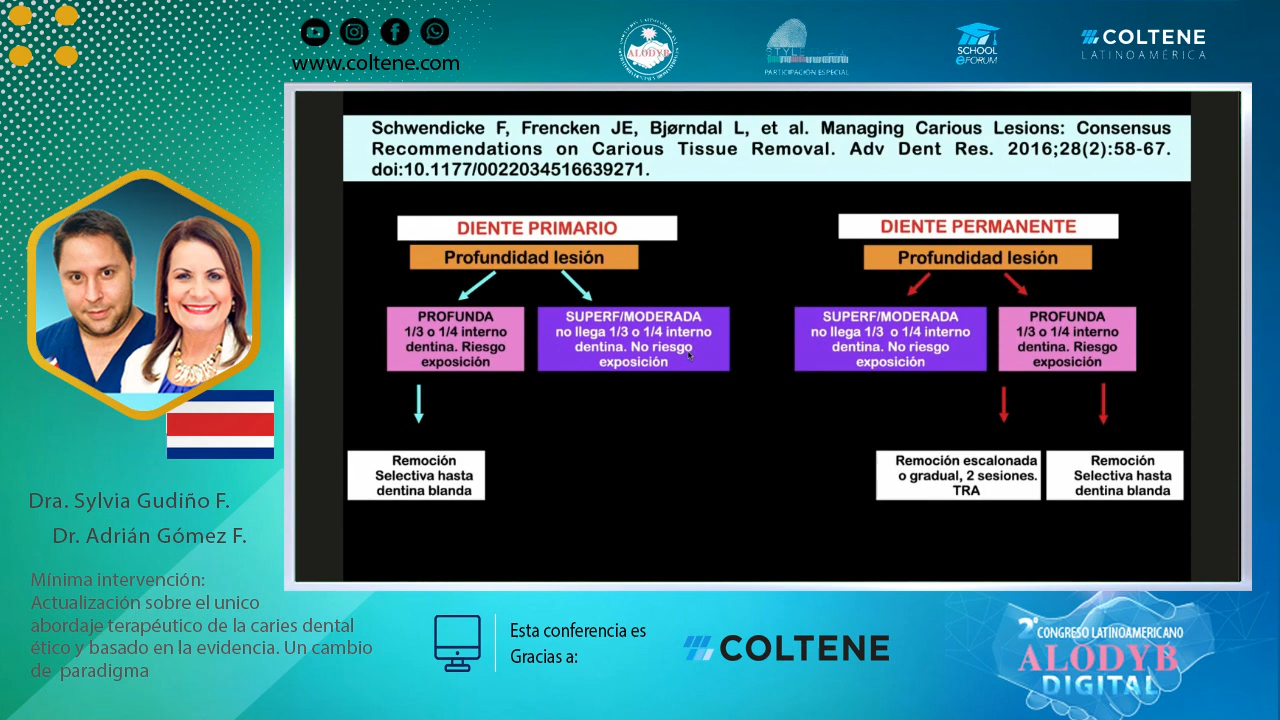 www.coltene.com
ALODYB
PARTICIPACIÓN ESPECIAL
SCHOOL
eFORUM
COLTENE
LATINOAMÉRICA
Schwendicke F, Frencken JE, Bjørndal L, et al. Managing Carious Lesions: Consensus
Recommendations on Carious Tissue Removal. Adv Dent Res. 2016;28(2):58-67.
doi:10.1177/0022034516639271.
DIENTE PRIMARIO
Profundidad lesión
PROFUNDA
1/3 o 1/4 interno
dentina. Riesgo
exposición
SUPERF/MODERADA
no llega 1/3 o 1/4 interno
dentina. No riesgo
exposición
Remoción
Selectiva hasta
dentina blanda
DIENTE PERMANENTE
Profundidad lesión
SUPERF/MODERADA
no llega 1/3 o 1/4 interno
dentina. No riesgo
exposición
PROFUNDA
1/3 o 1/4 interno
dentina. Riesgo
exposición
Remoción escalonada
o gradual, 2 sesiones.
TRA
Remoción
Selectiva hasta
dentina blanda
Dra. Sylvia Gudiño F.
Dr. Adrián Gómez F.
Mínima intervención:
Actualización sobre el unico
abordaje terapéutico de la caries dental
ético y basado en la evidencia. Un cambio
de paradigma
Esta conferencia es
Gracias a:
COLTENE
2º CONGRESO LATINOAMERICANO
ALODYB
DIGITAL